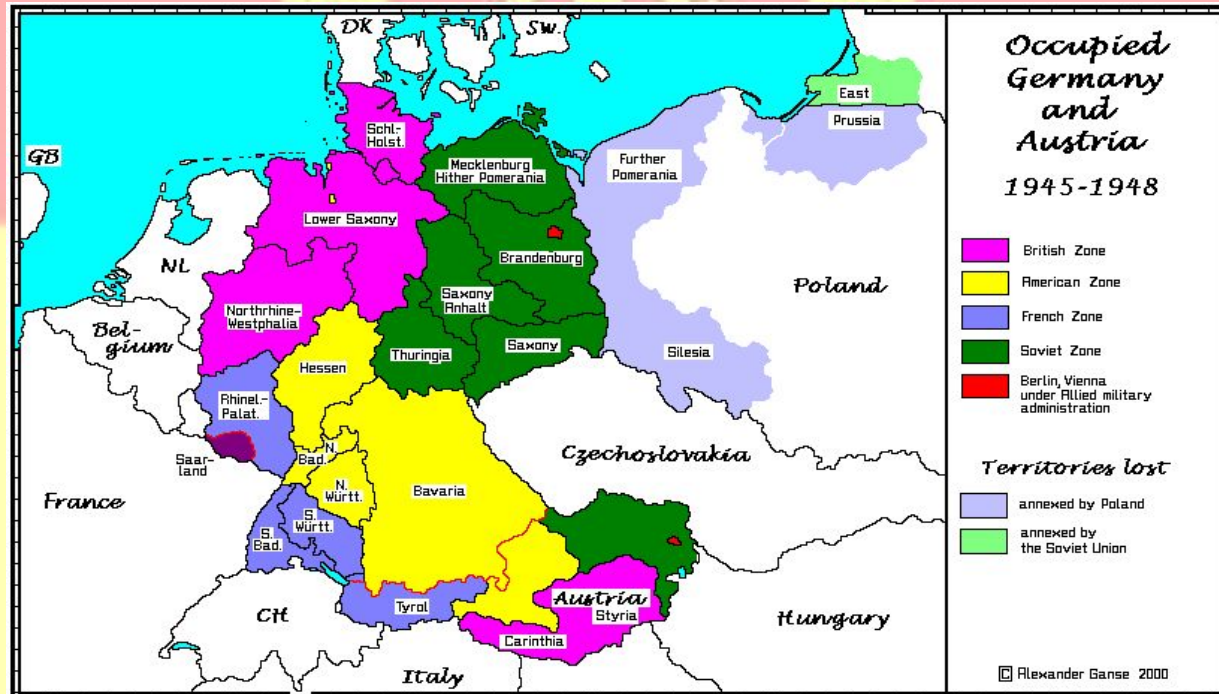 Occupied
Germany
and
Austria
1945-1948
British Zone
American Zone
French Zone
Soviet Zone
Berlin, Vienna
under Allied military
administration
Territories lost
annexed by Poland
annexed by
the Soviet Union
© Alexander Ganse 2000
DK
Sw.
GB
East
Prussia
Schl.-
Holst.
Mecklenburg
Hither Pomerania
Further
Pomerania
Lower Saxony
NL
Brandenburg
Poland
Saxony
Anhalt
Northrhine-
Westphalia
Bel-
gium
Thuringia
Saxony
Silesia
Hessen
Rhinel.-
Palat.
Saar-
land
N.
Bad.
Czechoslovakia
France
N.
Württ.
Bavaria
S.
Württ.
S.
Bad.
CH
Tyrol
Austria
Styria
Carinthia
Hungary
Italy